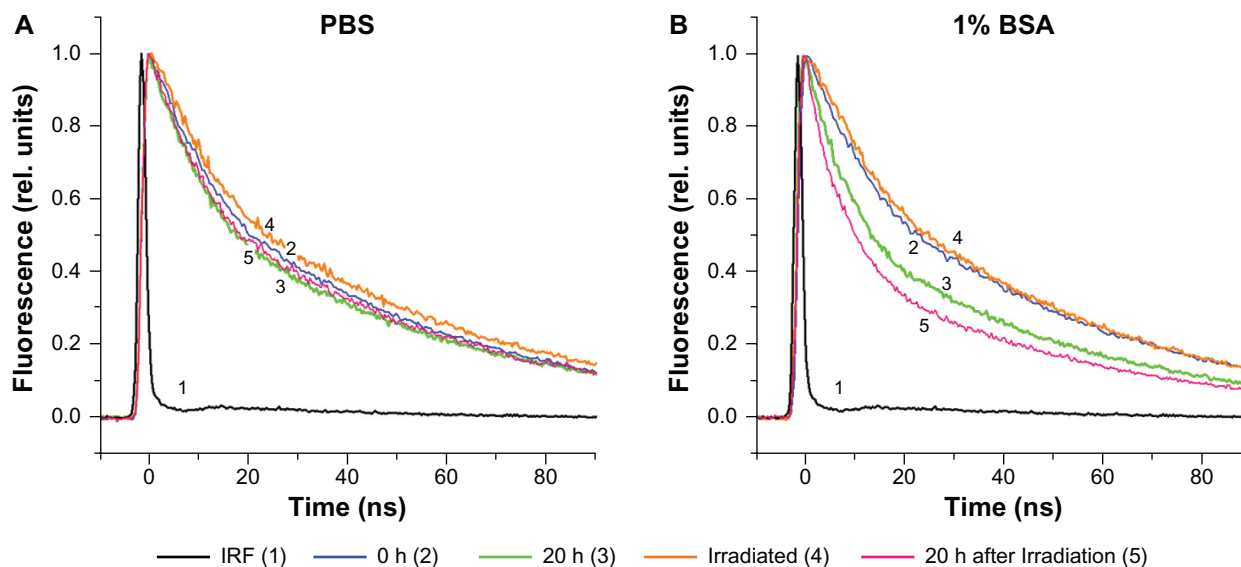 A PBS
B 1% BSA
Fluorescence (rel. units)
1.0
0.8
0.6
0.4
0.2
0.0
4
2
5
3
1
0 20 40 60 80
Time (ns)
Fluorescence (rel. units)
1.0
0.8
0.6
0.4
0.2
0.0
4
2
3
5
1
0 20 40 60 80
Time (ns)
IRF (1) 0 h (2) 20 h (3) Irradiated (4) 20 h after Irradiation (5)